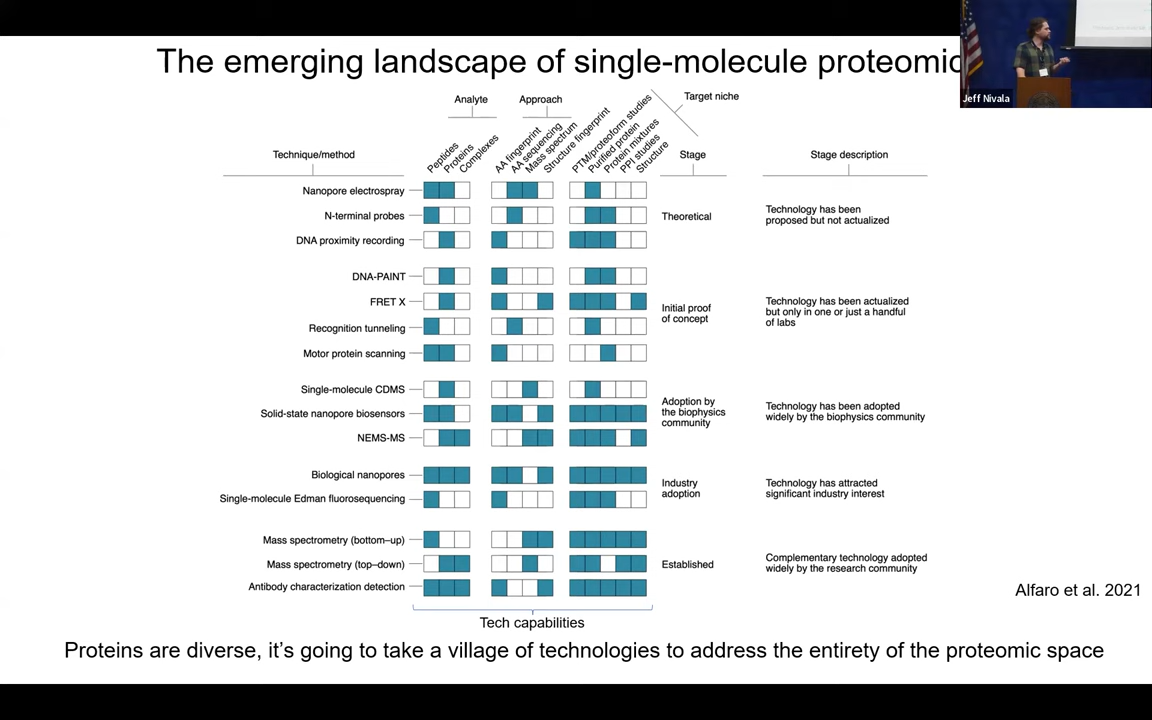 The emerging landscape of single-molecule proteomic
Jeff Nivala
Analyte
Approach
Target niche
Technique/method
Peptides
Proteins
Complexes
AA fingerprint
AA sequencing
Mass spectrum
Structure fingerprint
PTM/proteoform studies
Purified protein
Protein mixtures
PPI studies
Structure
Stage
Stage description
Nanopore electrospray
N-terminal probes
DNA proximity recording
Theoretical
Technology has been
proposed but not actualized
DNA-PAINT
FRET X
Recognition tunneling
Motor protein scanning
Initial proof
of concept
Technology has been actualized
but only in one or just a handful
of labs
Single-molecule CDMS
Solid-state nanopore biosensors
NEMS-MS
Adoption by
the biophysics
community
Technology has been adopted
widely by the biophysics community
Biological nanopores
Single-molecule Edman fluorosequencing
Industry
adoption
Technology has attracted
significant industry interest
Mass spectrometry (bottom–up)
Mass spectrometry (top–down)
Antibody characterization detection
Established
Complementary technology adopted
widely by the research community
Tech capabilities
Alfaro et al. 2021
Proteins are diverse, it’s going to take a village of technologies to address the entirety of the proteomic space